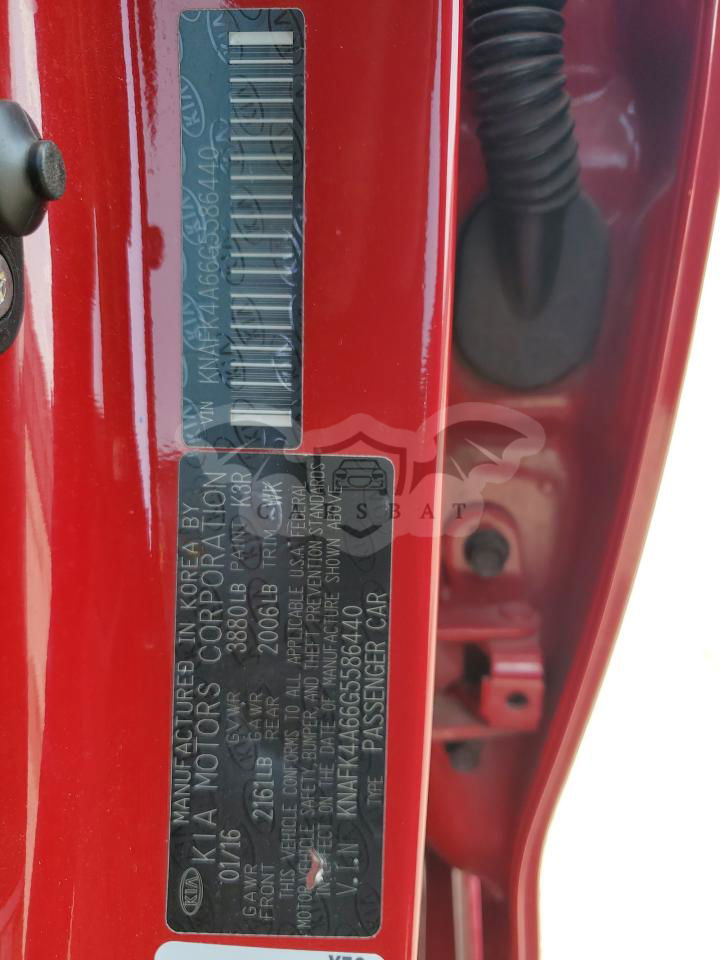 VIN KNAFK4A66G5586440
MANUFACTURED IN KOREA BY
KIA MOTORS CORPORATION
01/16 GVWR 3880LB PAINT K3R
GAWR FRONT 2161LB GAWR REAR 2006LB TRIM WK
THIS VEHICLE CONFORMS TO ALL APPLICABLE U.S.A. FEDERAL
MOTOR VEHICLE SAFETY, BUMPER, AND THEFT PREVENTION STANDARDS
IN EFFECT ON THE DATE OF MANUFACTURE SHOWN ABOVE
V.I.N KNAFK4A66G5586440
TYPE PASSENGER CAR
KIA
CARSBAT